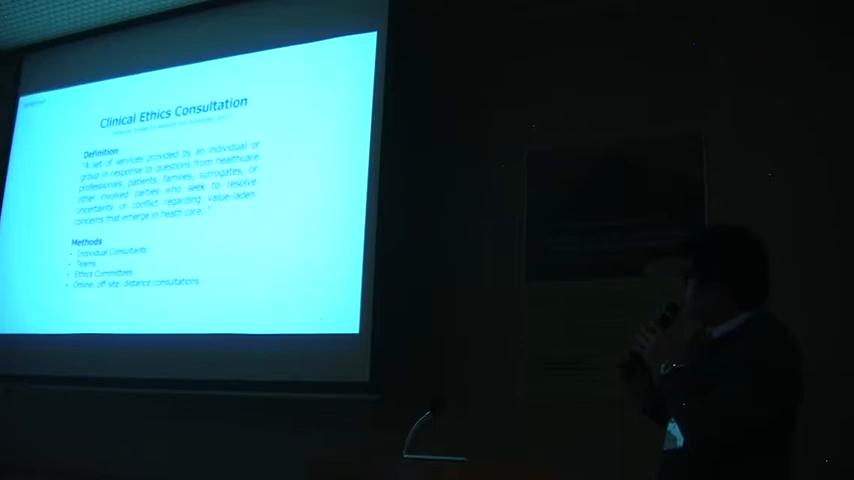 Clinical Ethics Consultation
Definition
"A set of services provided by an individual or
group in response to questions from healthcare
professionals, patients, families, surrogates, or
other involved parties who seek to resolve
uncertainty or conflict regarding value-laden
concerns that emerge in heath care. "
Methods
• Individual Consultants
• Teams
• Ethics Committees
• Online, off-site, distance consultations